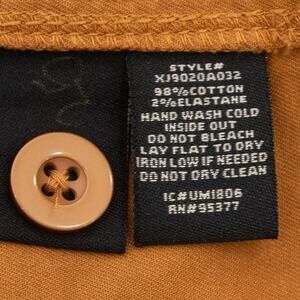 STYLE#
XJ9020A032
98%COTTON
2%ELASTANE
HAND WASH COLD
INSIDE OUT
DO NOT BLEACH
LAY FLAT TO DRY
IRON LOW IF NEEDED
DO NOT DRY CLEAN
IC#UM1806
RN#95377